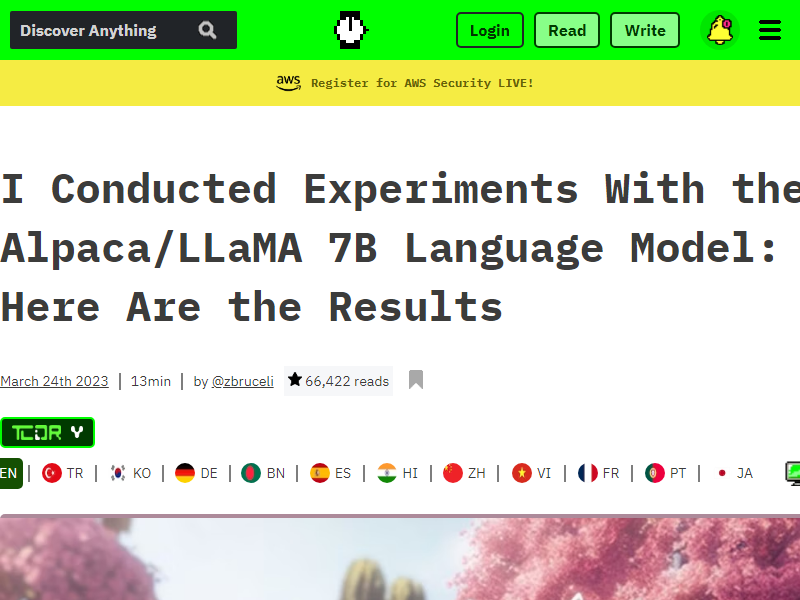 Discover Anything
Login
Read
Write
aws Register for AWS Security LIVE!
I Conducted Experiments With the
Alpaca/LLaMA 7B Language Model:
Here Are the Results
March 24th 2023 | 13min | by @zbruceli 66,422 reads
TL;DR
EN | TR | KO | DE | BN | ES | HI | ZH | VI | FR | PT | JA